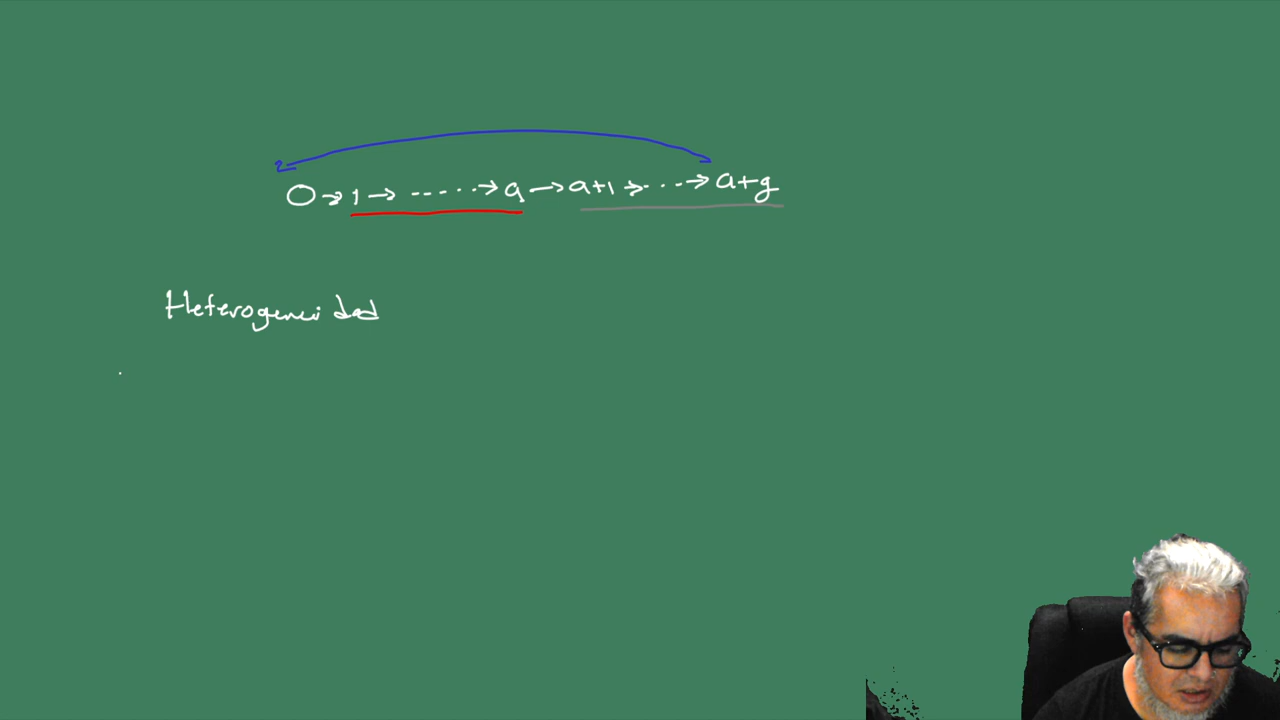 0 → 1 → ...... → a → a+1 → ... → a+g
Heterogeneidad